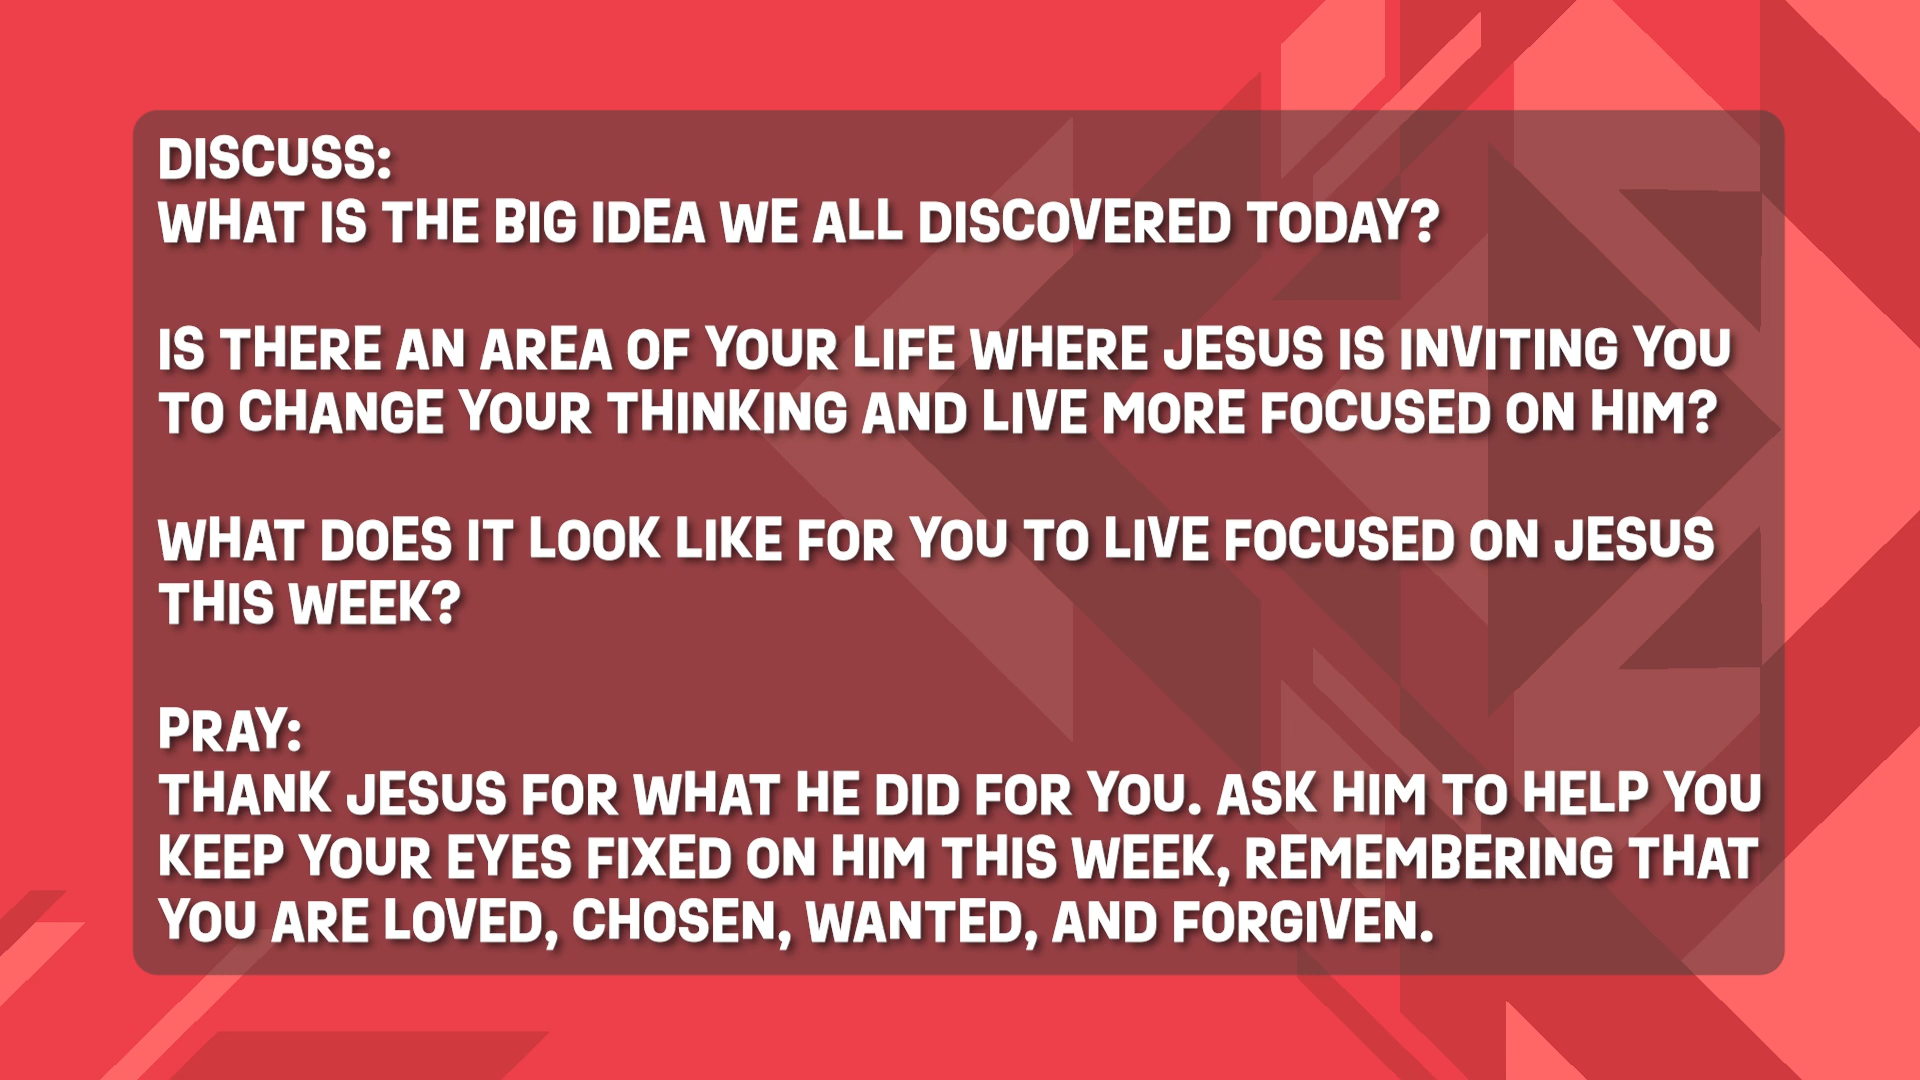 DISCUSS:
WHAT IS THE BIG IDEA WE ALL DISCOVERED TODAY?
IS THERE AN AREA OF YOUR LIFE WHERE JESUS IS INVITING YOU
TO CHANGE YOUR THINKING AND LIVE MORE FOCUSED ON HIM?
WHAT DOES IT LOOK LIKE FOR YOU TO LIVE FOCUSED ON JESUS
THIS WEEK?
PRAY:
THANK JESUS FOR WHAT HE DID FOR YOU. ASK HIM TO HELP YOU
KEEP YOUR EYES FIXED ON HIM THIS WEEK, REMEMBERING THAT
YOU ARE LOVED, CHOSEN, WANTED, AND FORGIVEN.